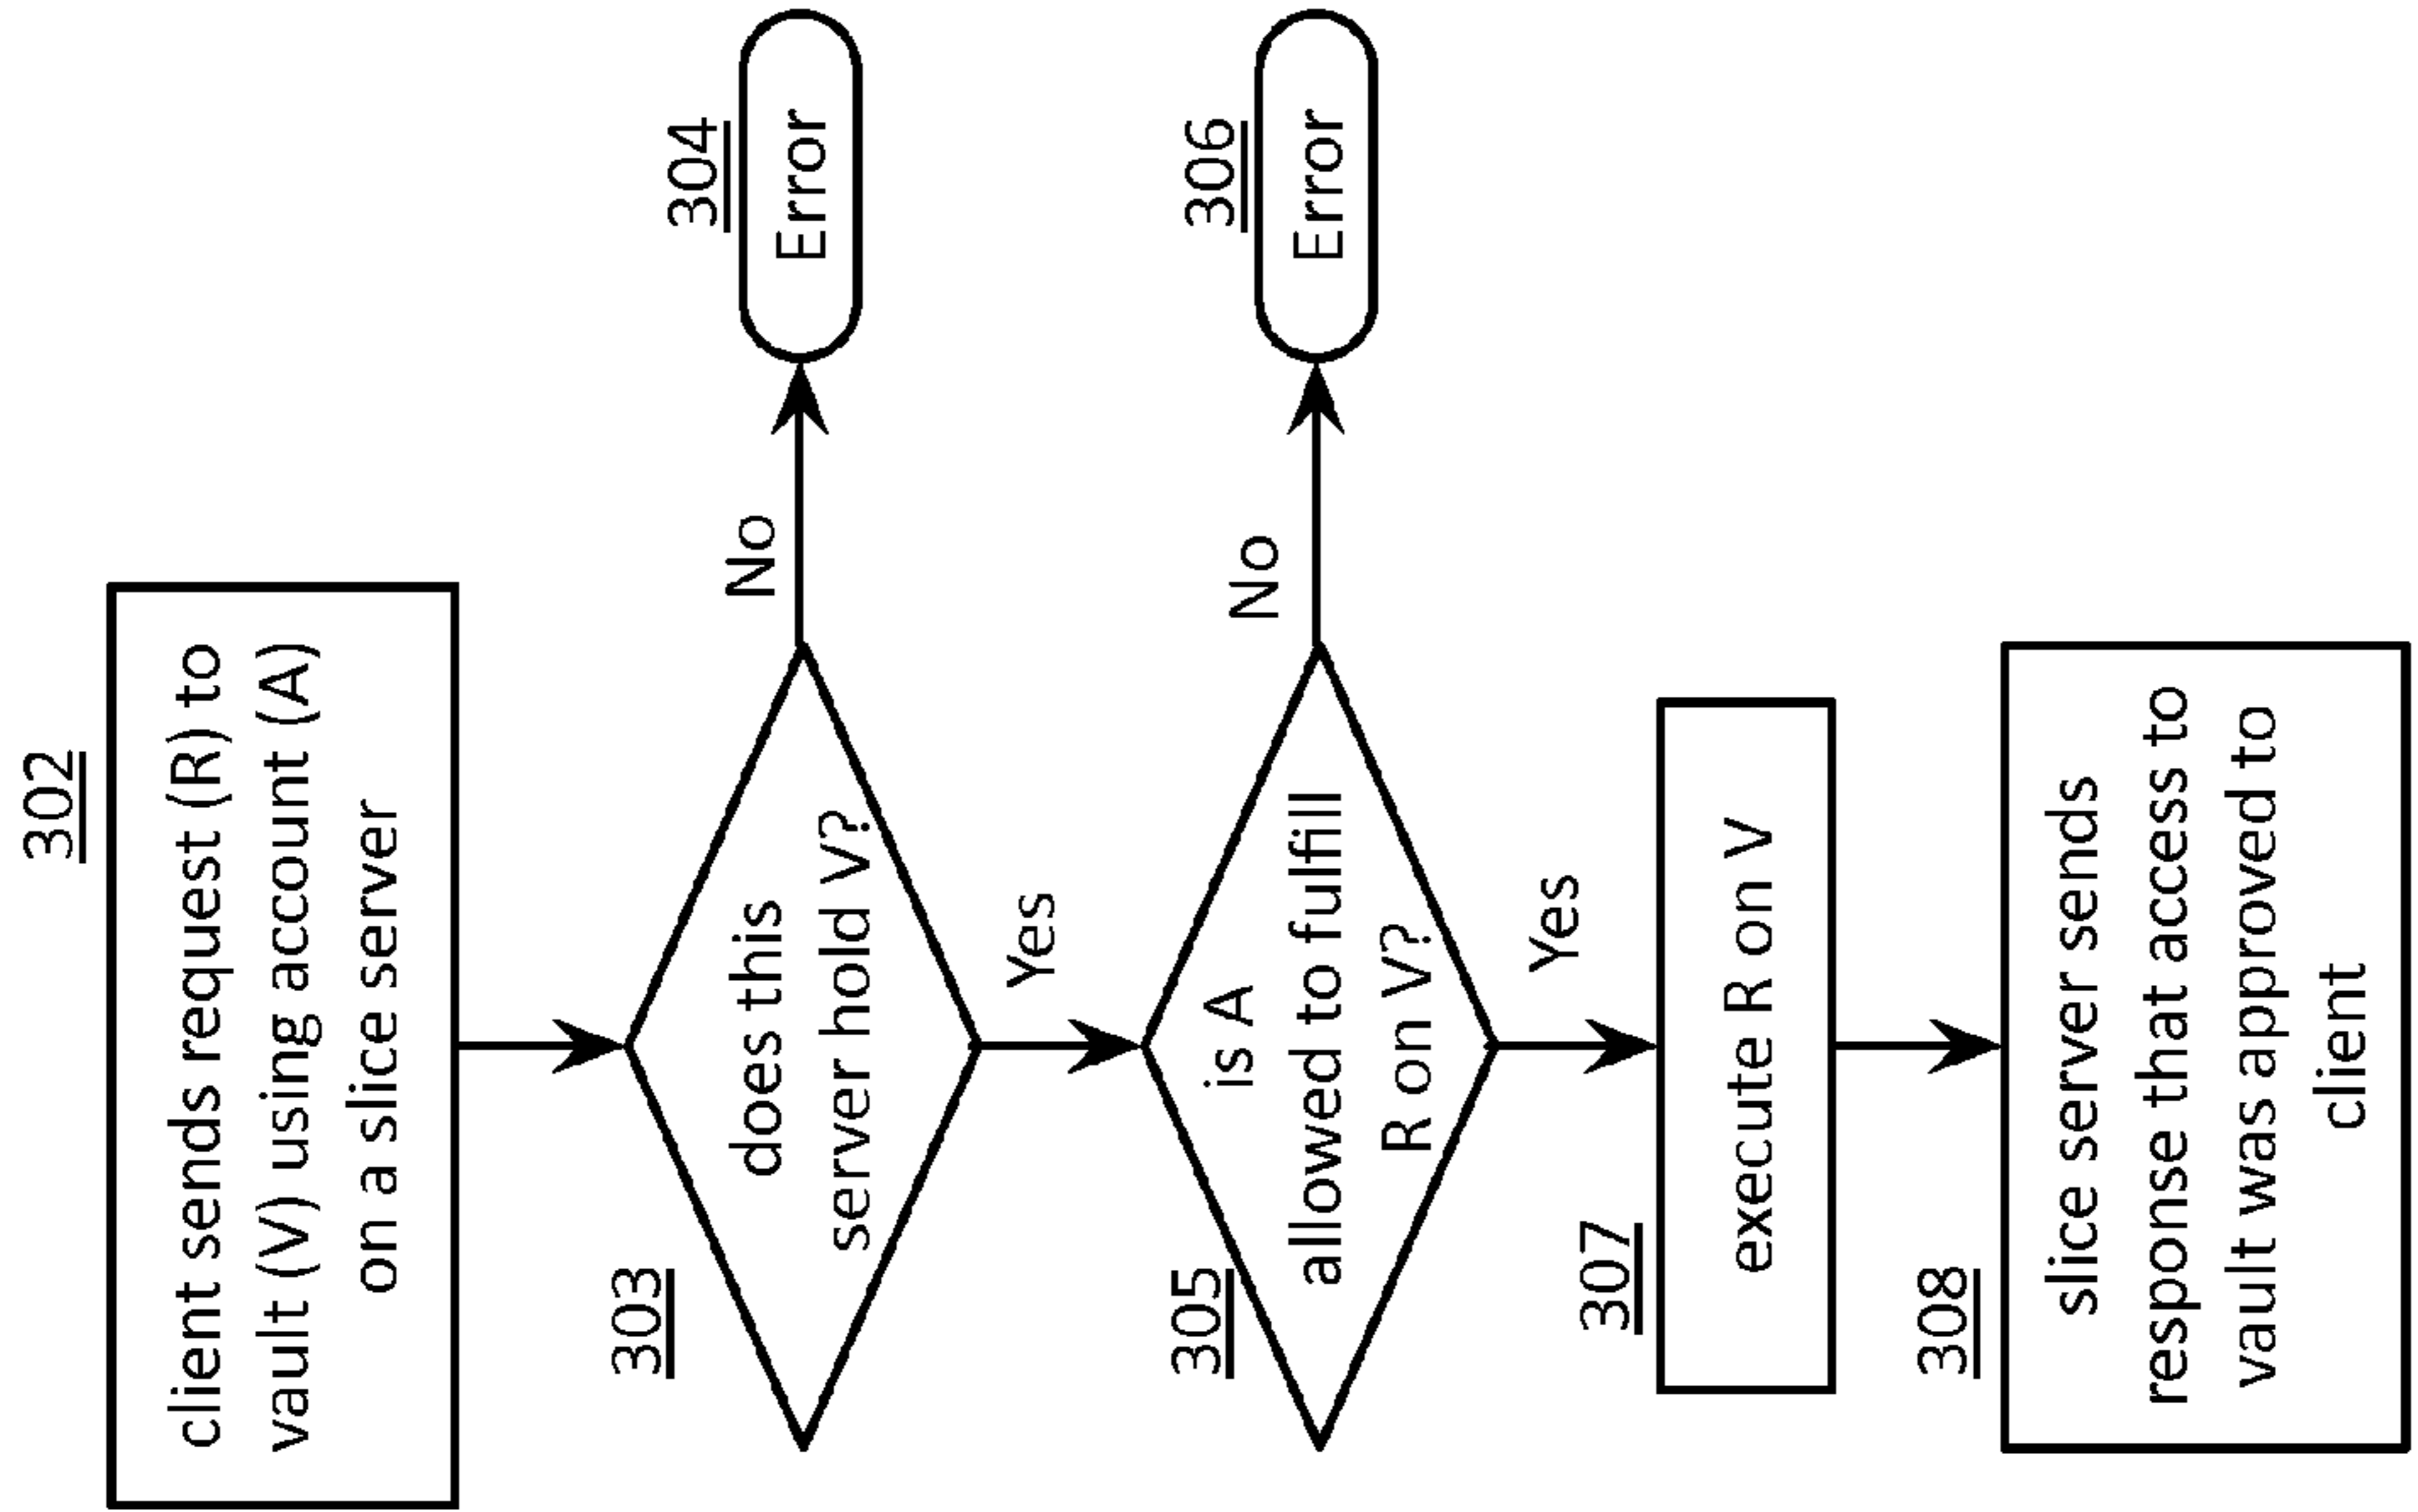 302
client sends request (R) to
vault (V) using account (A)
on a slice server
303
does this
server hold V?
No
304
Error
Yes
305
is A
allowed to fulfill
R on V?
No
306
Error
Yes
307
execute R on V
308
slice server sends
response that access to
vault was approved to
client